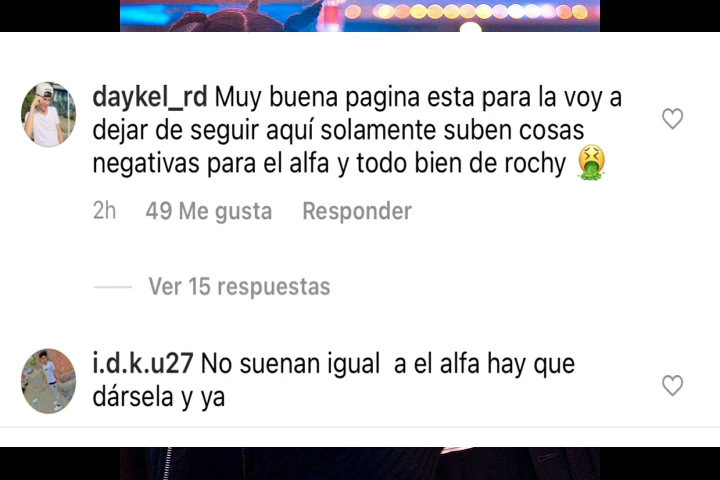 daykel_rd Muy buena pagina esta para la voy a
dejar de seguir aquí solamente suben cosas
negativas para el alfa y todo bien de rochy 🤮
2h 49 Me gusta Responder
Ver 15 respuestas
i.d.k.u27 No suenan igual a el alfa hay que
dársela y ya